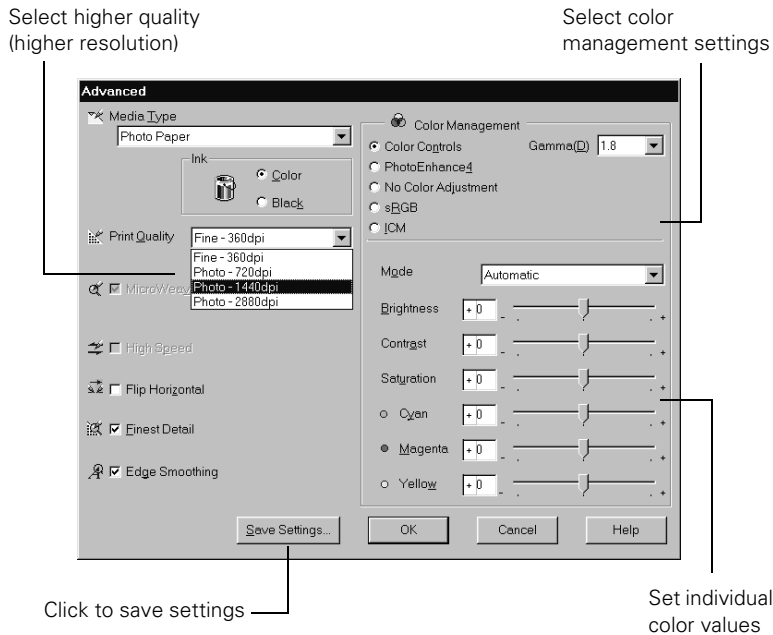 Select higher quality
(higher resolution)
Select color
management settings
Advanced
Media Type
Photo Paper
Ink
Color
Black
Print Quality
Fine - 360dpi
Fine - 360dpi
Photo - 720dpi
Photo - 1440dpi
Photo - 2880dpi
MicroWeav
High Speed
Flip Horizontal
Finest Detail
Edge Smoothing
Color Management
Color Controls
Gamma(D) 1.8
PhotoEnhance4
No Color Adjustment
sRGB
ICM
Mode Automatic
Brightness + 0 - +
Contrast + 0 - +
Saturation + 0 - +
Cyan + 0 - +
Magenta + 0 - +
Yellow + 0 - +
Save Settings... OK Cancel Help
Click to save settings
Set individual
color values